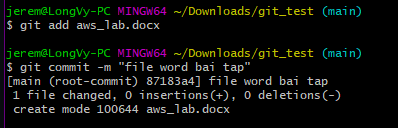 jerem@LongVy-PC MINGW64 ~/Downloads/git_test (main)
$ git add aws_lab.docx
jerem@LongVy-PC MINGW64 ~/Downloads/git_test (main)
$ git commit -m "file word bai tap"
[main (root-commit) 87183a4] file word bai tap
 1 file changed, 0 insertions(+), 0 deletions(-)
 create mode 100644 aws_lab.docx